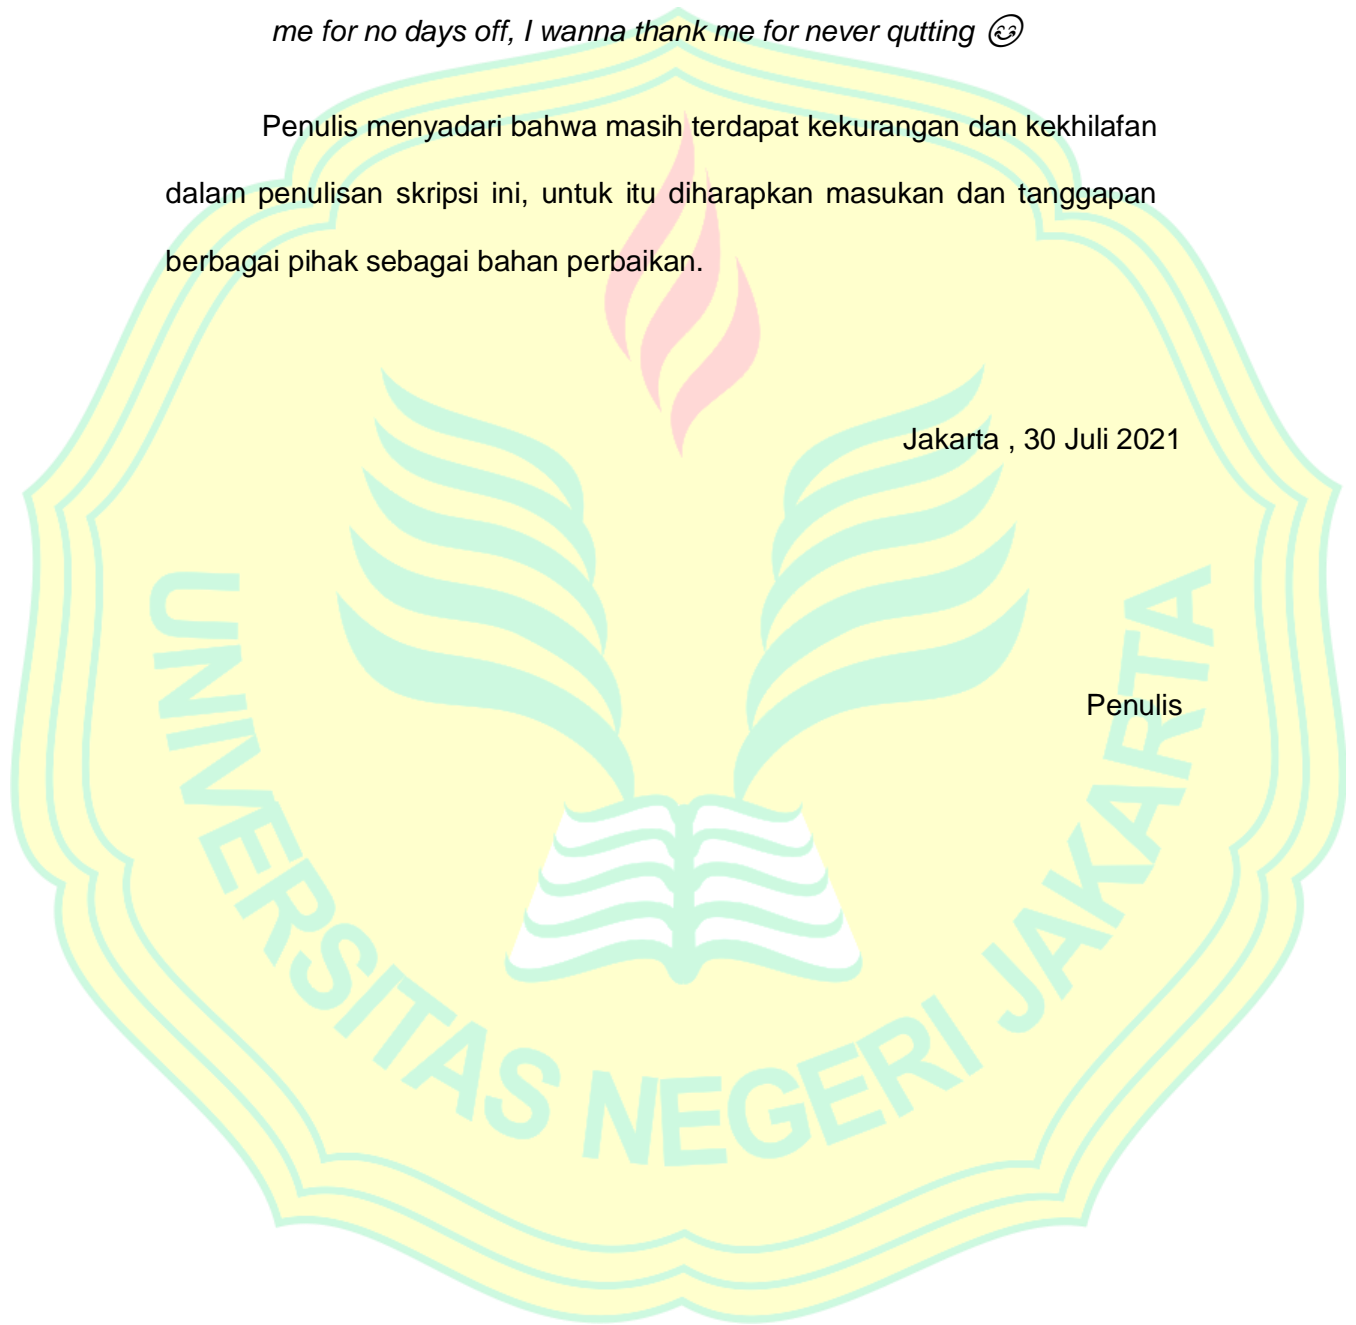 me for no days off, I wanna thank me for never qutting 😊
Penulis menyadari bahwa masih terdapat kekurangan dan kekhilafan
dalam penulisan skripsi ini, untuk itu diharapkan masukan dan tanggapan
berbagai pihak sebagai bahan perbaikan.
Jakarta , 30 Juli 2021
Penulis
UNIVERSITAS NEGERI JAKARTA